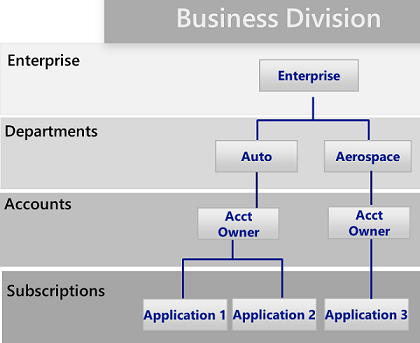 Business Division
Enterprise
Enterprise
Departments
Auto
Aerospace
Accounts
Acct
Owner
Acct
Owner
Subscriptions
Application 1
Application 2
Application 3